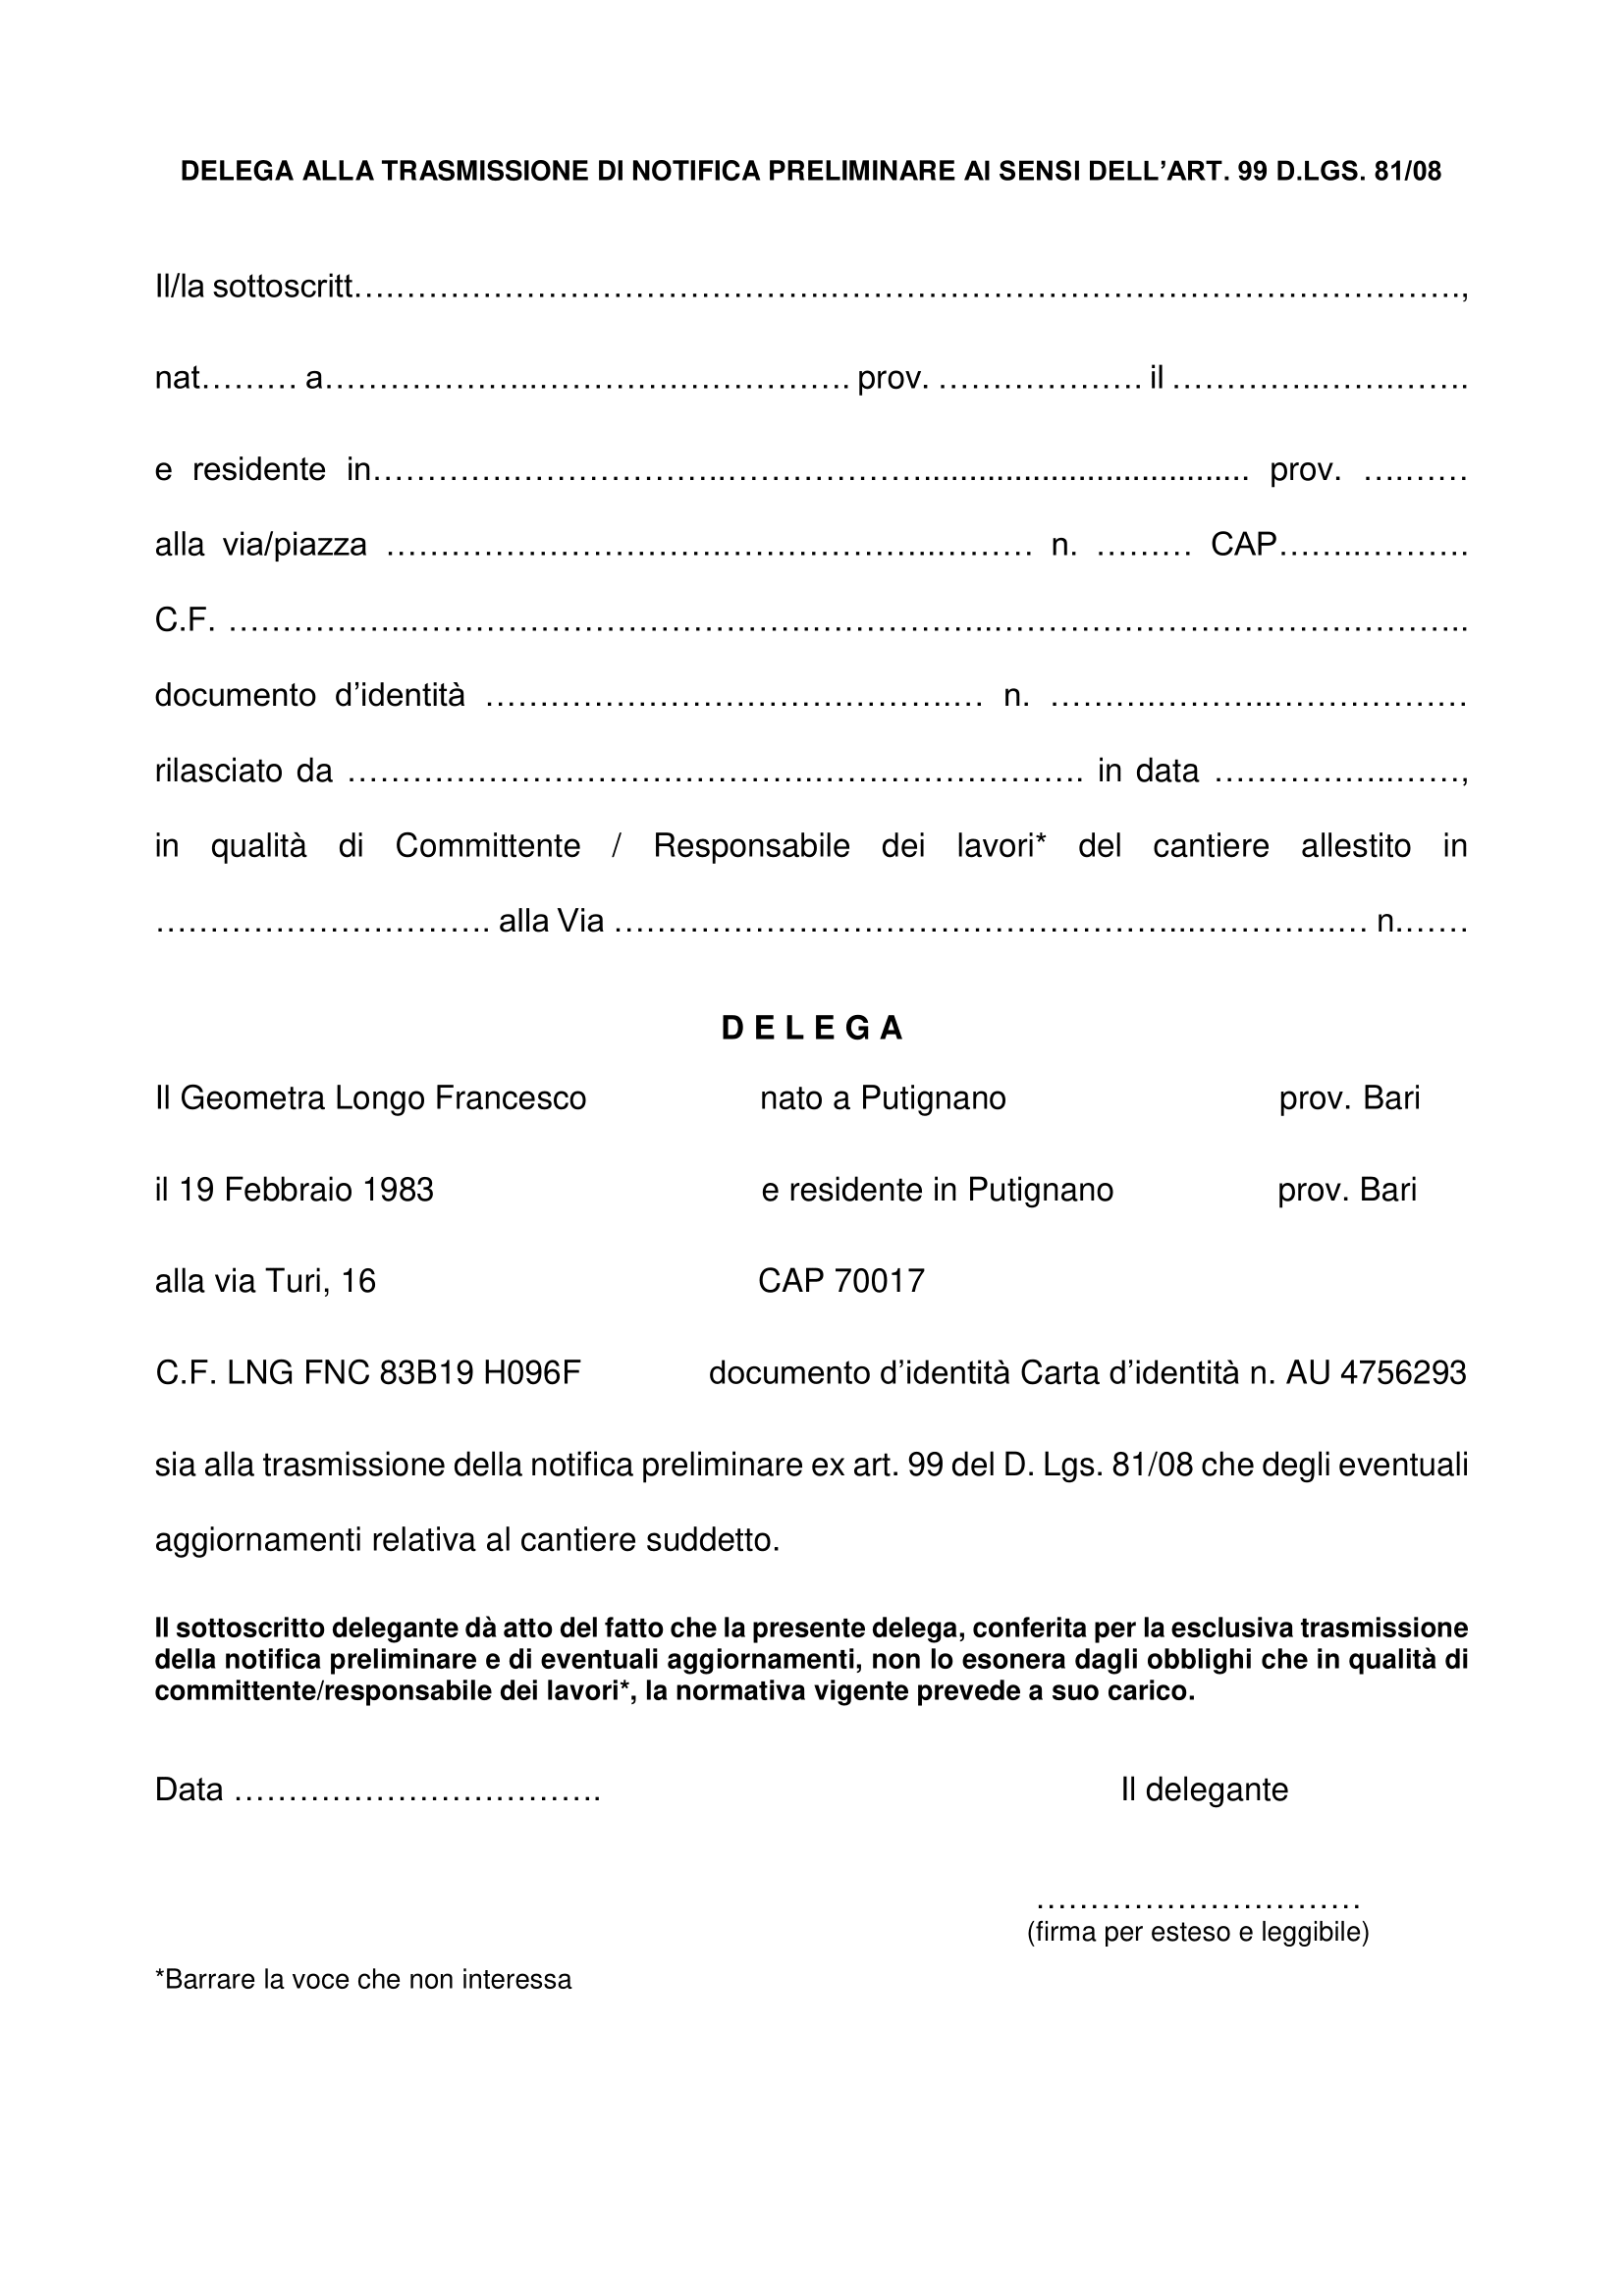 DELEGA ALLA TRASMISSIONE DI NOTIFICA PRELIMINARE AI SENSI DELL’ART. 99 D.LGS. 81/08
Il/la sottoscritt……………………………………………………………………………………………,
nat……… a………………………………………… prov. ………………. il ……………………….
e residente in……………………………………………................................... prov. ……….
alla via/piazza …………………………………………………… n. ……… CAP……………….
C.F. ……………………………………………………………………………………………………..
documento d’identità ………………………………………… n. …………………………………
rilasciato da ……………………………………………………………. in data ……………………,
in qualità di Committente / Responsabile dei lavori* del cantiere allestito in
…………………………. alla Via ……………………………………………………………… n.……
D E L E G A
Il Geometra Longo Francesco nato a Putignano prov. Bari
il 19 Febbraio 1983 e residente in Putignano prov. Bari
alla via Turi, 16 CAP 70017
C.F. LNG FNC 83B19 H096F documento d’identità Carta d’identità n. AU 4756293
sia alla trasmissione della notifica preliminare ex art. 99 del D. Lgs. 81/08 che degli eventuali
aggiornamenti relativa al cantiere suddetto.
Il sottoscritto delegante dà atto del fatto che la presente delega, conferita per la esclusiva trasmissione
della notifica preliminare e di eventuali aggiornamenti, non lo esonera dagli obblighi che in qualità di
committente/responsabile dei lavori*, la normativa vigente prevede a suo carico.
Data ……………………………. Il delegante
…………………………
(firma per esteso e leggibile)
*Barrare la voce che non interessa